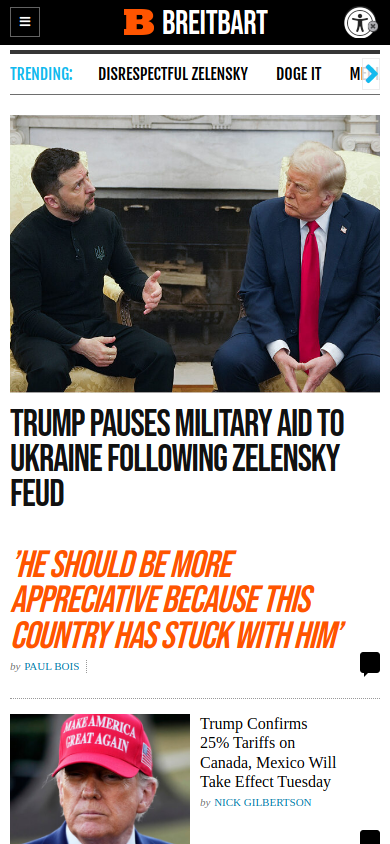 B BREITBART
TRENDING: DISRESPECTFUL ZELENSKY DOGE IT
TRUMP PAUSES MILITARY AID TO
UKRAINE FOLLOWING ZELENSKY
FEUD
’HE SHOULD BE MORE
APPRECIATIVE BECAUSE THIS
COUNTRY HAS STUCK WITH HIM’
by PAUL BOIS
MAKE AMERICA
GREAT AGAIN
Trump Confirms
25% Tariffs on
Canada, Mexico Will
Take Effect Tuesday
by NICK GILBERTSON